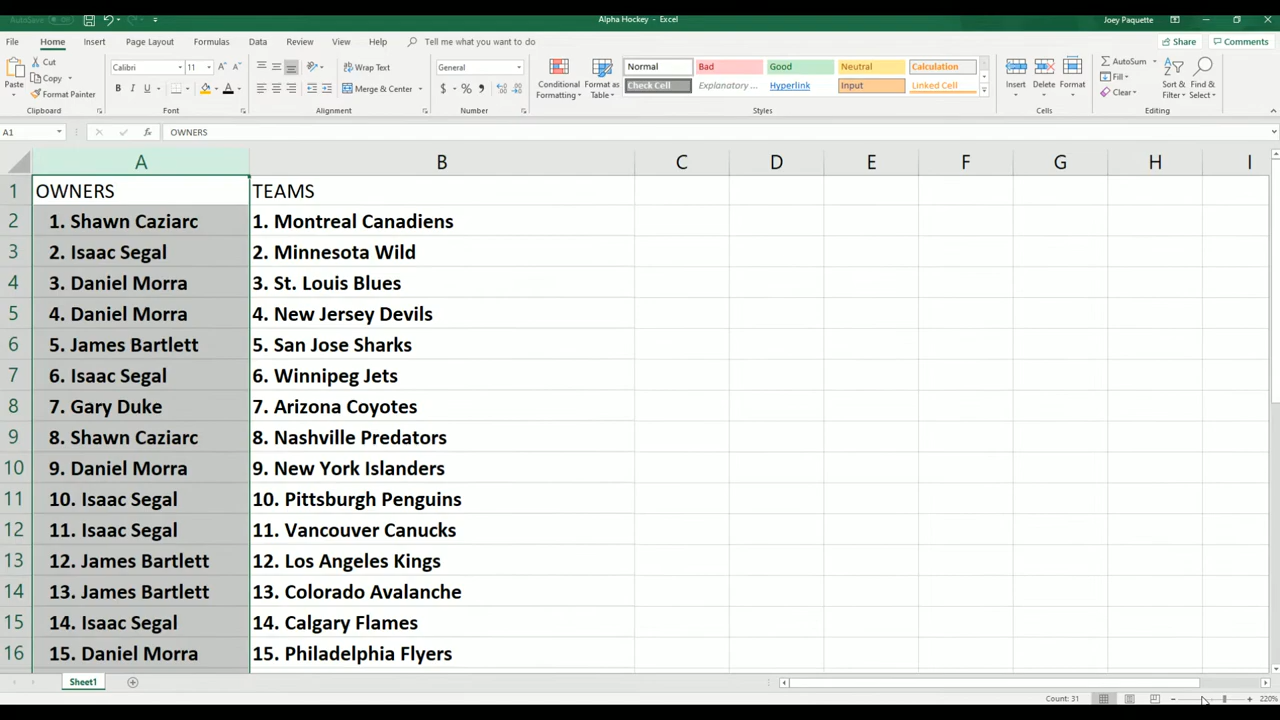 AutoSave Off
Alpha Hockey - Excel
Joey Paquette
File Home Insert Page Layout Formulas Data Review View Help Tell me what you want to do
Share Comments
Paste
Cut
Copy
Format Painter
Clipboard
Calibri 11
B I U
Font
Wrap Text
Merge & Center
Alignment
General
$ % 9
Number
Conditional Formatting
Format as Table
Normal Bad Good Neutral Calculation
Check Cell Explanatory ... Hyperlink Input Linked Cell
Styles
Insert Delete Format
Cells
AutoSum
Fill
Clear
Sort & Filter
Find & Select
Editing
A1 fx OWNERS
A B C D E F G H I
1 OWNERS TEAMS
2 1. Shawn Caziarc 1. Montreal Canadiens
3 2. Isaac Segal 2. Minnesota Wild
4 3. Daniel Morra 3. St. Louis Blues
5 4. Daniel Morra 4. New Jersey Devils
6 5. James Bartlett 5. San Jose Sharks
7 6. Isaac Segal 6. Winnipeg Jets
8 7. Gary Duke 7. Arizona Coyotes
9 8. Shawn Caziarc 8. Nashville Predators
10 9. Daniel Morra 9. New York Islanders
11 10. Isaac Segal 10. Pittsburgh Penguins
12 11. Isaac Segal 11. Vancouver Canucks
13 12. James Bartlett 12. Los Angeles Kings
14 13. James Bartlett 13. Colorado Avalanche
15 14. Isaac Segal 14. Calgary Flames
16 15. Daniel Morra 15. Philadelphia Flyers
Sheet1
Count: 31
220%